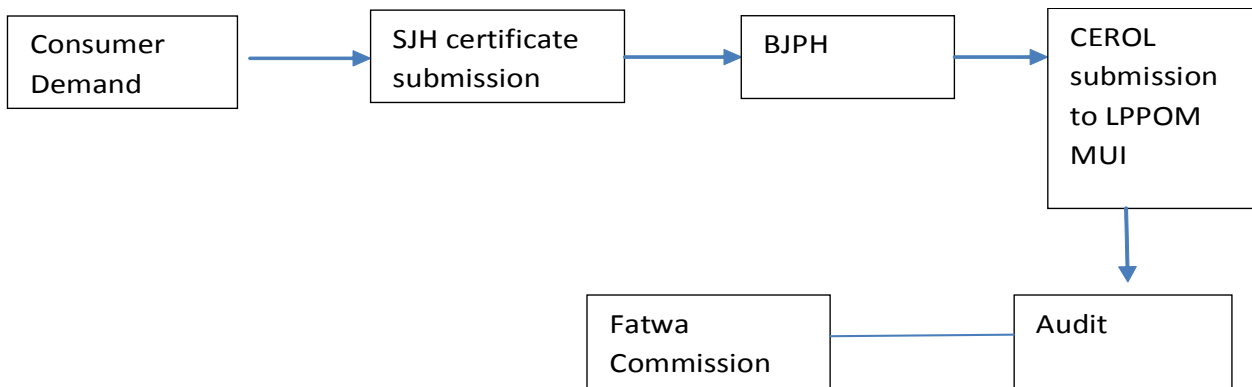 Consumer
Demand
SJH certificate
submission
BJPH
CEROL
submission
to LPPOM
MUI
Fatwa
Commission
Audit